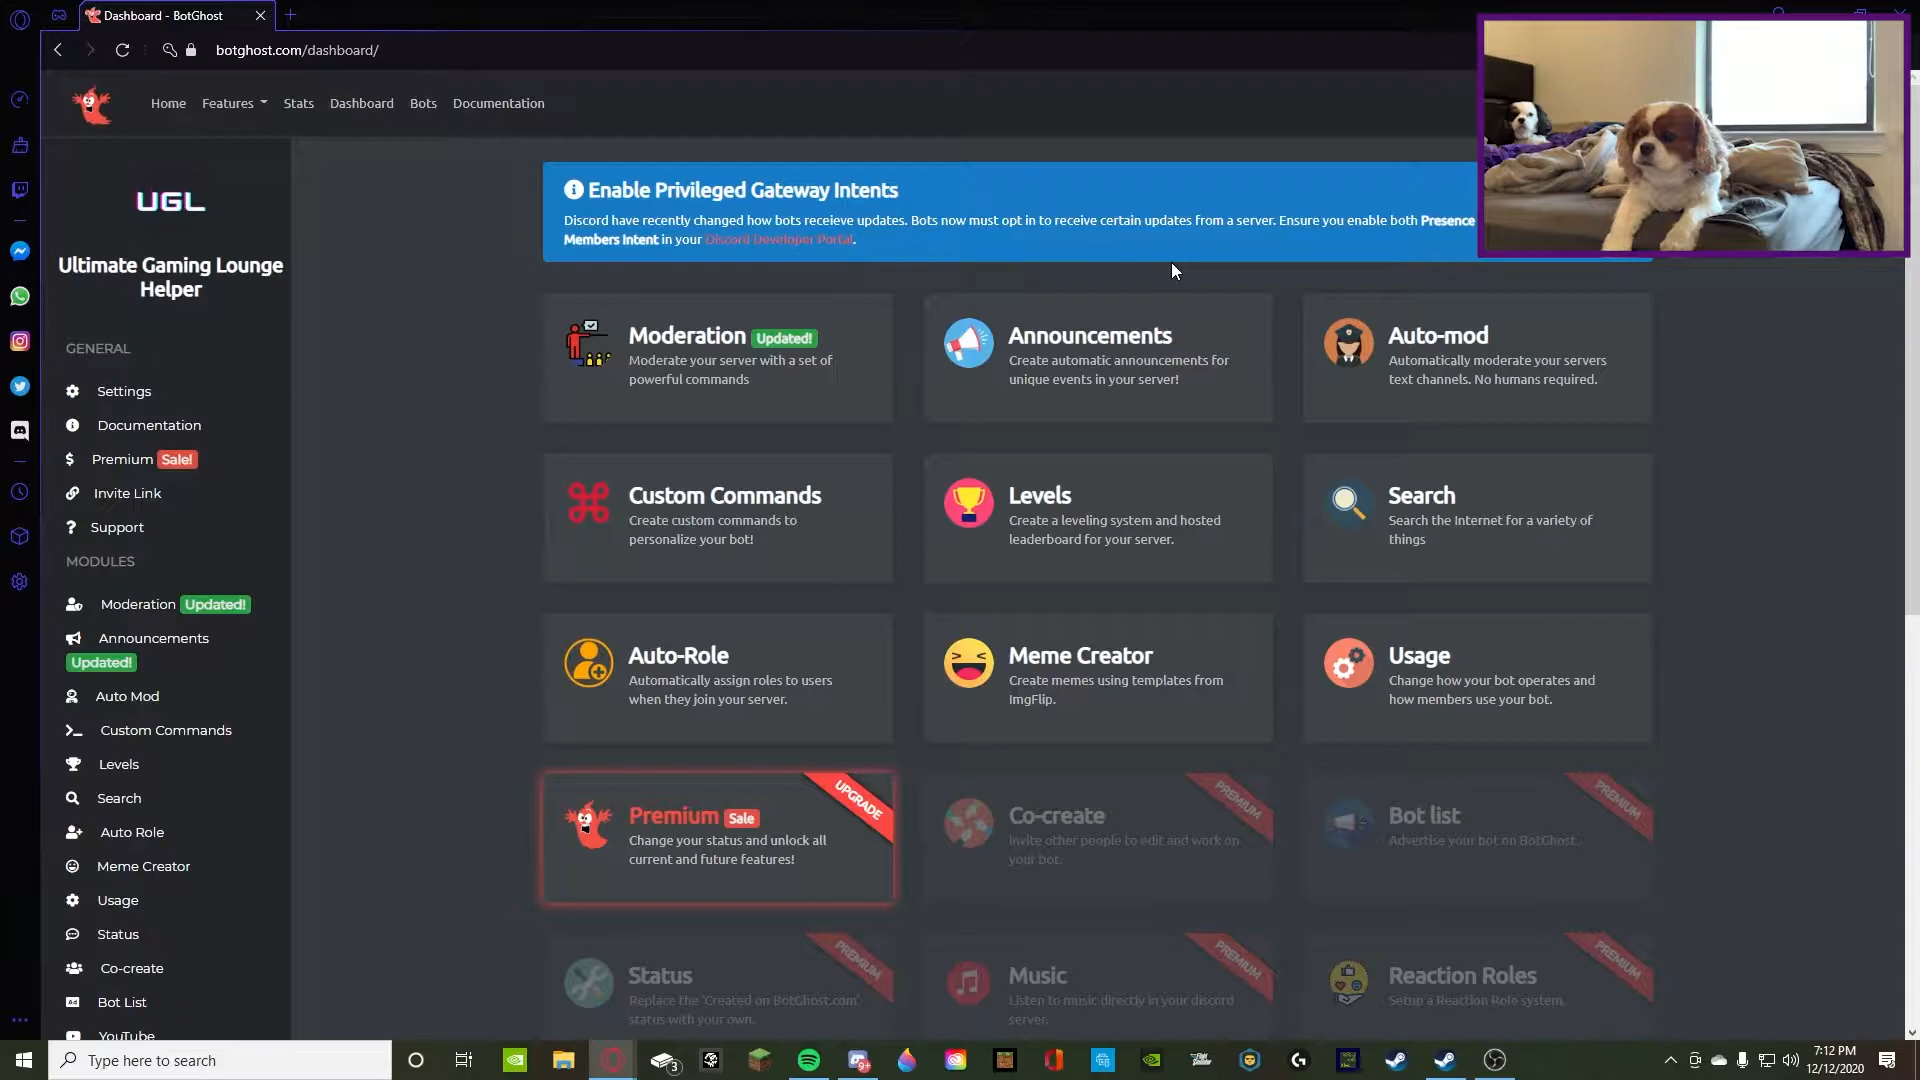 Dashboard - BotGhost
botghost.com/dashboard/
Home
Features
Stats
Dashboard
Bots
Documentation
UGL
Ultimate Gaming Lounge
Helper
GENERAL
Settings
Documentation
Premium Sale!
Invite Link
Support
MODULES
Moderation Updated!
Announcements
Updated!
Auto Mod
Custom Commands
Levels
Search
Auto Role
Meme Creator
Usage
Status
Co-create
Bot List
YouTube
Enable Privileged Gateway Intents
Discord have recently changed how bots receieve updates. Bots now must opt in to receive certain updates from a server. Ensure you enable both Presence
Members Intent in your Discord Developer Portal.
Moderation Updated!
Moderate your server with a set of
powerful commands
Announcements
Create automatic announcements for
unique events in your server!
Auto-mod
Automatically moderate your servers
text channels. No humans required.
Custom Commands
Create custom commands to
personalize your bot!
Levels
Create a leveling system and hosted
leaderboard for your server.
Search
Search the Internet for a variety of
things
Auto-Role
Automatically assign roles to users
when they join your server.
Meme Creator
Create memes using templates from
ImgFlip.
Usage
Change how your bot operates and
how members use your bot.
Premium Sale
UPGRADE
Change your status and unlock all
current and future features!
Co-create
PREMIUM
Invite other people to edit and work on
your bot.
Bot list
PREMIUM
Advertise your bot on BotGhost.
Status
PREMIUM
Replace the 'Created on BotGhost.com'
status with your own.
Music
PREMIUM
Listen to music directly in your discord
server.
Reaction Roles
PREMIUM
Setup a Reaction Role system.
Type here to search
3
9+
7:12 PM
12/12/2020